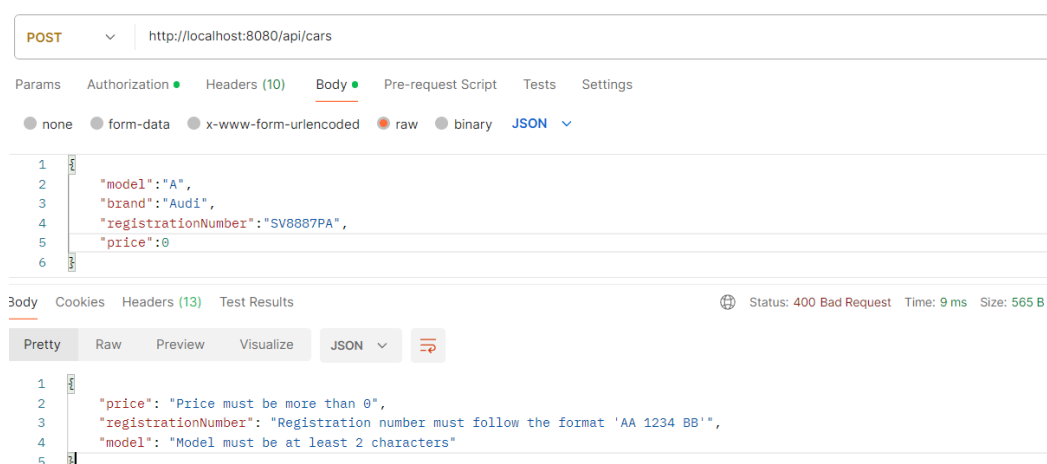 POST http://localhost:8080/api/cars
Params Authorization Headers (10) Body Pre-request Script Tests Settings
none form-data x-www-form-urlencoded raw binary JSON
1 {
2 "model":"A",
3 "brand":"Audi",
4 "registrationNumber":"SV8887PA",
5 "price":0
6 }
Body Cookies Headers (13) Test Results Status: 400 Bad Request Time: 9 ms Size: 565 B
Pretty Raw Preview Visualize JSON
1 {
2 "price": "Price must be more than 0",
3 "registrationNumber": "Registration number must follow the format 'AA 1234 BB'",
4 "model": "Model must be at least 2 characters"
5 }